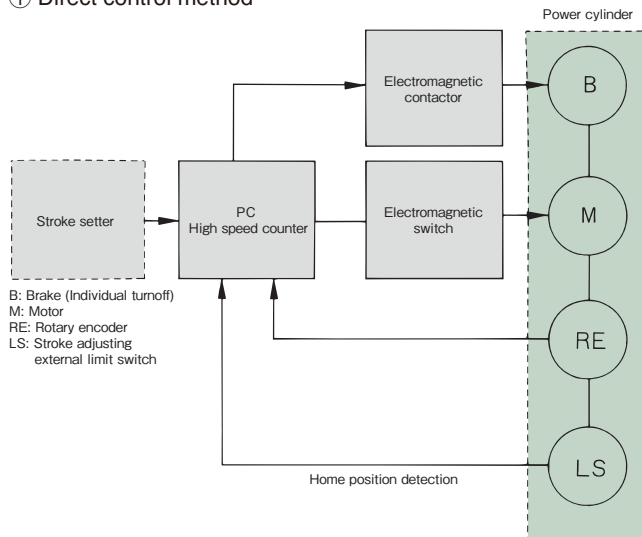 ① Direct control method
Power cylinder
Electromagnetic
contactor
B
Stroke setter
PC
High speed counter
Electromagnetic
switch
M
B: Brake (Individual turnoff)
M: Motor
RE: Rotary encoder
LS: Stroke adjusting
external limit switch
RE
LS
Home position detection